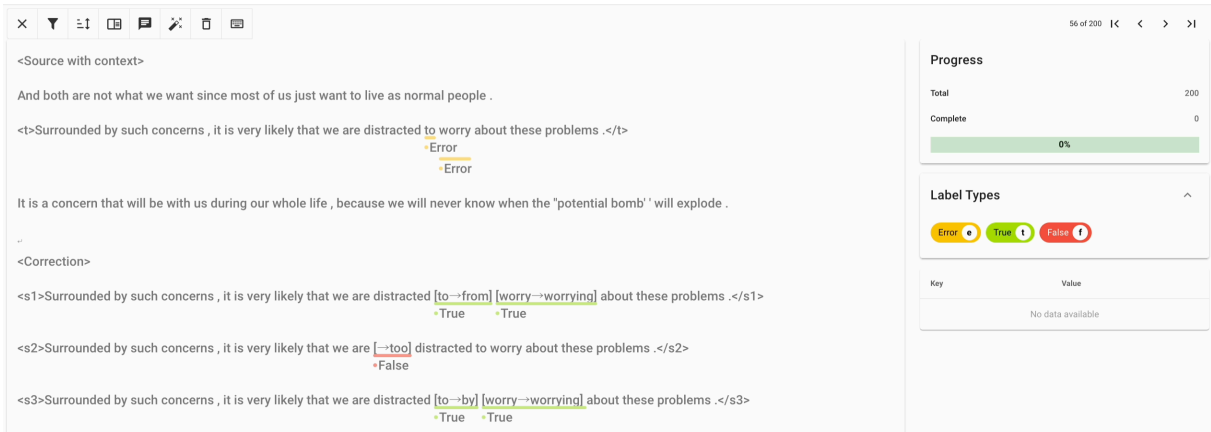 56 of 200
<Source with context>
And both are not what we want since most of us just want to live as normal people .
<t>Surrounded by such concerns , it is very likely that we are distracted to worry about these problems .</t>
Error
Error
It is a concern that will be with us during our whole life , because we will never know when the "potential bomb' ' will explode .
<Correction>
<s1>Surrounded by such concerns , it is very likely that we are distracted [to→from] [worry→worrying] about these problems .</s1>
True True
<s2>Surrounded by such concerns , it is very likely that we are [→too] distracted to worry about these problems .</s2>
False
<s3>Surrounded by such concerns , it is very likely that we are distracted [to→by] [worry→worrying] about these problems .</s3>
True True
Progress
Total 200
Complete 0
0%
Label Types
Error e True t False f
Key Value
No data available